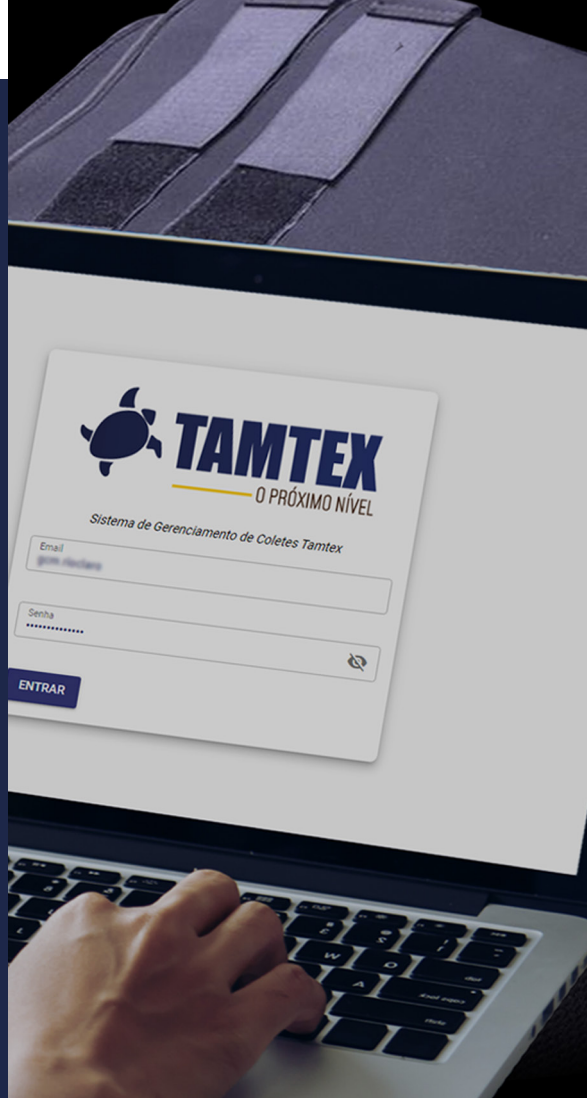 TAMTEX
O PRÓXIMO NÍVEL
Sistema de Gerenciamento de Coletes Tamtex
Email
Senha
ENTRAR